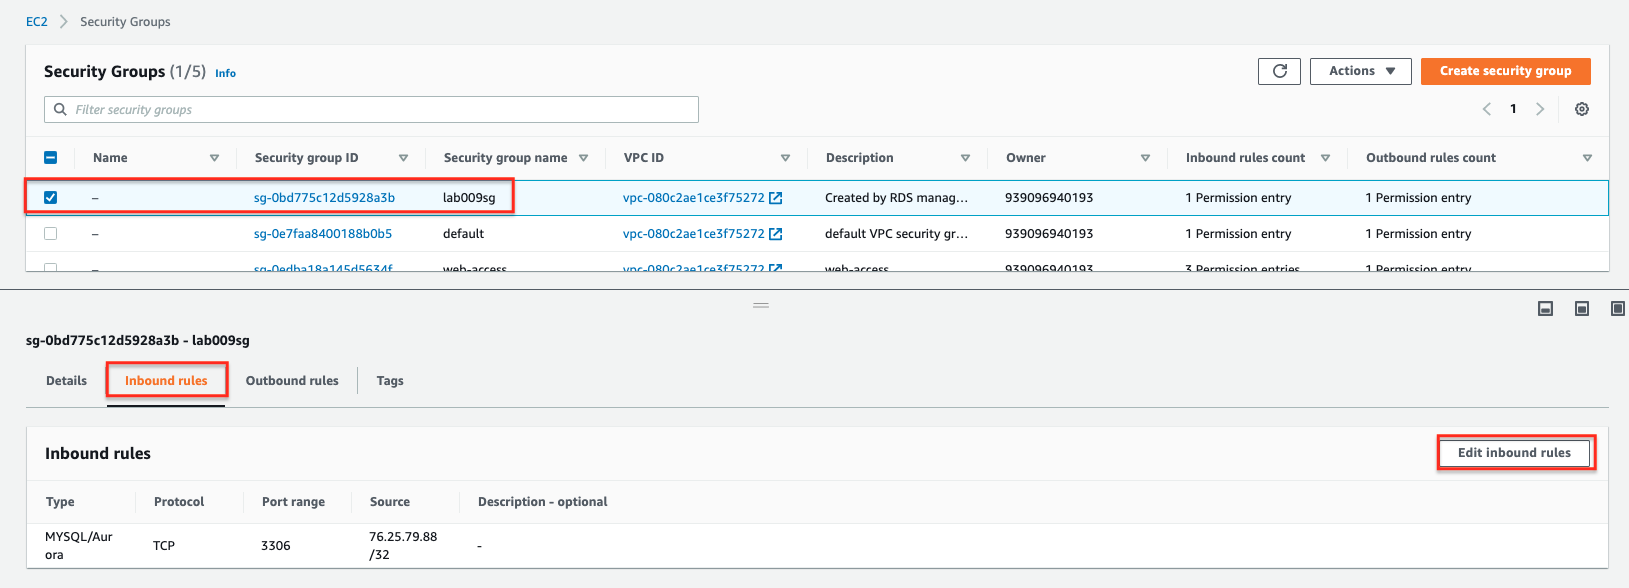 EC2 Security Groups
Security Groups (1/5) Info
Actions
Create security group
Filter security groups
1
Name Security group ID Security group name VPC ID Description Owner Inbound rules count Outbound rules count
– sg-0bd775c12d5928a3b lab009sg vpc-080c2ae1ce3f75272 Created by RDS manag... 939096940193 1 Permission entry 1 Permission entry
– sg-0e7faa8400188b0b5 default vpc-080c2ae1ce3f75272 default VPC security gr... 939096940193 1 Permission entry 1 Permission entry
– sg-0edba18a145d5634f web-access vpc-080c2ae1ce3f75272 web-access 939096940193 3 Permission entries 1 Permission entry
sg-0bd775c12d5928a3b - lab009sg
Details Inbound rules Outbound rules Tags
Inbound rules
Edit inbound rules
Type Protocol Port range Source Description - optional
MYSQL/Aur
ora
TCP
3306
76.25.79.88
/32
-